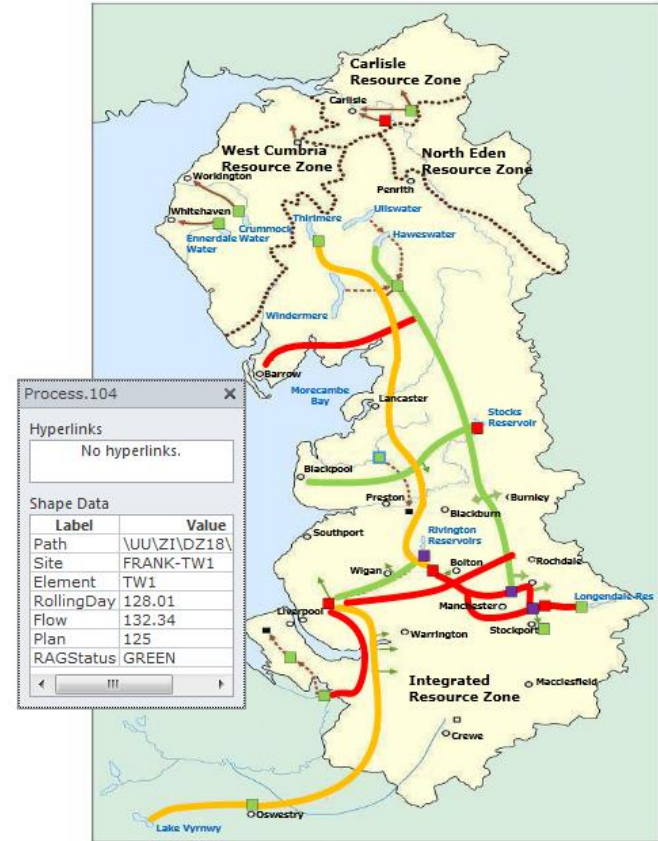 Carlisle
Resource Zone
Carlisle
West Cumbria
Resource Zone
North Eden
Resource Zone
Workington
Penrith
Whitehaven
Ullswater
Thirlmere
Crummock
Water
Ennerdale
Water
Haweswater
Windermere
Barrow
Morecambe
Bay
Lancaster
Stocks
Reservoir
Blackpool
Preston
Burnley
Blackburn
Southport
Rivington
Reservoirs
Wigan
Bolton
Rochdale
Longendale Res
Manchester
Liverpool
Stockport
Warrington
Integrated
Resource Zone
Macclesfield
Crewe
Oswestry
Lake Vyrnwy
Process.104
Hyperlinks
No hyperlinks.
Shape Data
Label Value
Path \UU\ZI\DZ18\
Site FRANK-TW1
Element TW1
RollingDay 128.01
Flow 132.34
Plan 125
RAGStatus GREEN